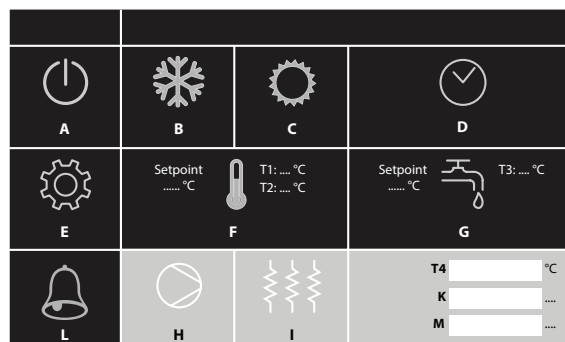 A
B
C
D
Setpoint
...... °C
T1: .... °C
T2: .... °C
Setpoint
...... °C
T3: .... °C
E
F
G
T4 °C
K ....
M ....
L
H
I